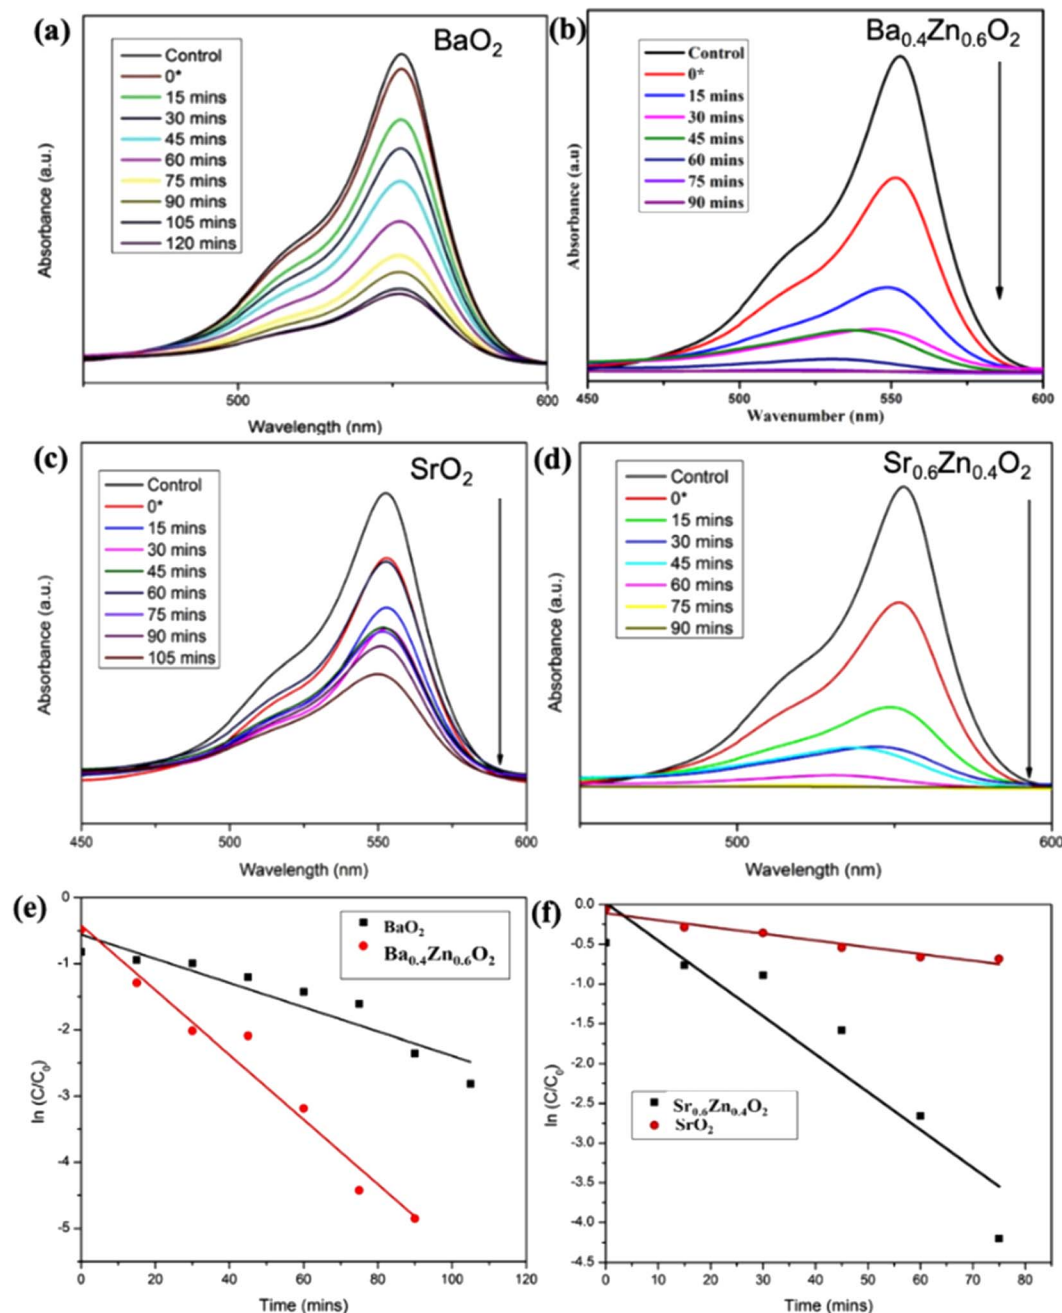 (a)
BaO2
Control
0*
15 mins
30 mins
45 mins
60 mins
75 mins
90 mins
105 mins
120 mins
Absorbance (a.u.)
500
600
Wavelength (nm)
(b)
Ba0.4Zn0.6O2
Control
0*
15 mins
30 mins
45 mins
60 mins
75 mins
90 mins
Absorbance (a.u)
450
500
550
600
Wavenumber (nm)
(c)
SrO2
Control
0*
15 mins
30 mins
45 mins
60 mins
75 mins
90 mins
105 mins
Absorbance (a.u.)
450
500
550
600
Wavelength (nm)
(d)
Sr0.6Zn0.4O2
Control
0*
15 mins
30 mins
45 mins
60 mins
75 mins
90 mins
Absorbance (a.u.)
500
600
Wavelength (nm)
(e)
BaO2
Ba0.4Zn0.6O2
ln (C/C0)
0
-1
-2
-3
-4
-5
0
20
40
60
80
100
120
Time (mins)
(f)
Sr0.6Zn0.4O2
SrO2
ln (C/C0)
0.0
-0.5
-1.0
-1.5
-2.0
-2.5
-3.0
-3.5
-4.0
-4.5
0
10
20
30
40
50
60
70
80
Time (mins)